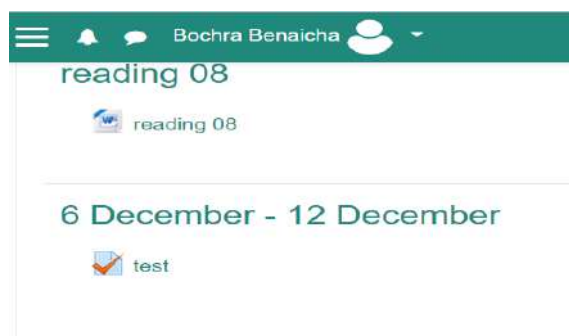 Bochra Benaicha
reading 08
reading 08
6 December - 12 December
test